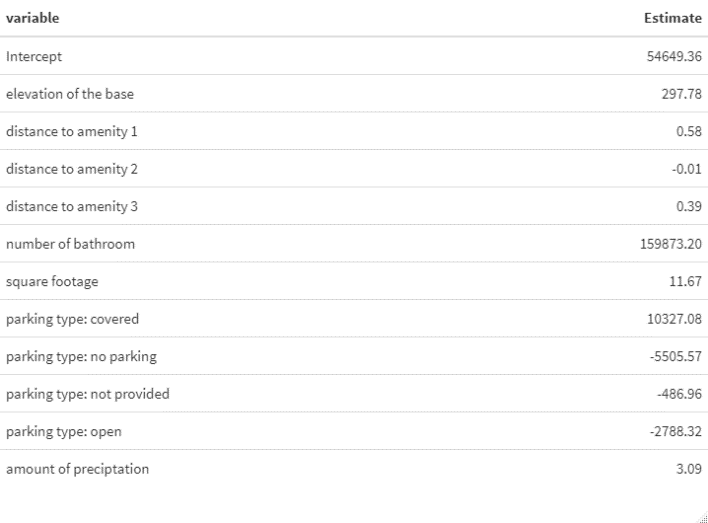 variable Estimate
Intercept 54649.36
elevation of the base 297.78
distance to amenity 1 0.58
distance to amenity 2 -0.01
distance to amenity 3 0.39
number of bathroom 159873.20
square footage 11.67
parking type: covered 10327.08
parking type: no parking -5505.57
parking type: not provided -486.96
parking type: open -2788.32
amount of preciptation 3.09